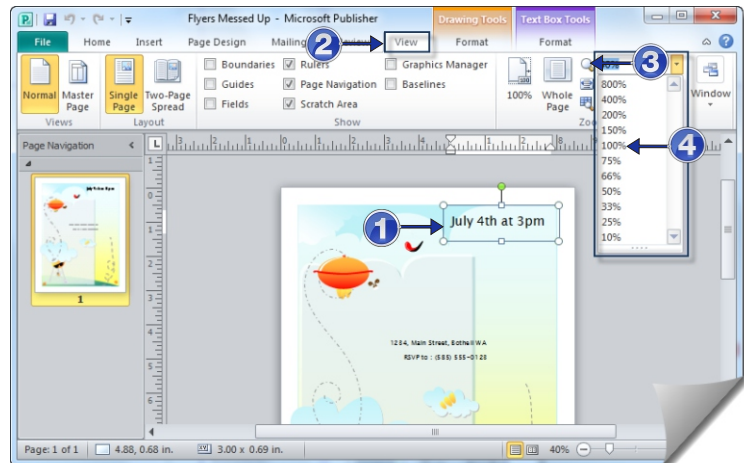 Flyers Messed Up - Microsoft Publisher
Drawing Tools
Text Box Tools
File
Home
Insert
Page Design
View
Format
Format
2
3
Normal
Master Page
Single Page
Two-Page Spread
Boundaries
Guides
Fields
Rulers
Page Navigation
Scratch Area
Graphics Manager
Baselines
100%
Whole Page
Window
Views
Layout
Show
800%
400%
200%
150%
100%
4
75%
66%
50%
33%
25%
10%
Page Navigation
L
1
1
July 4th at 3pm
1234, Main Street, Bothell WA
RSVP to : (555) 555-0125
Page: 1 of 1
4.88, 0.68 in.
3.00 x 0.69 in.
40%